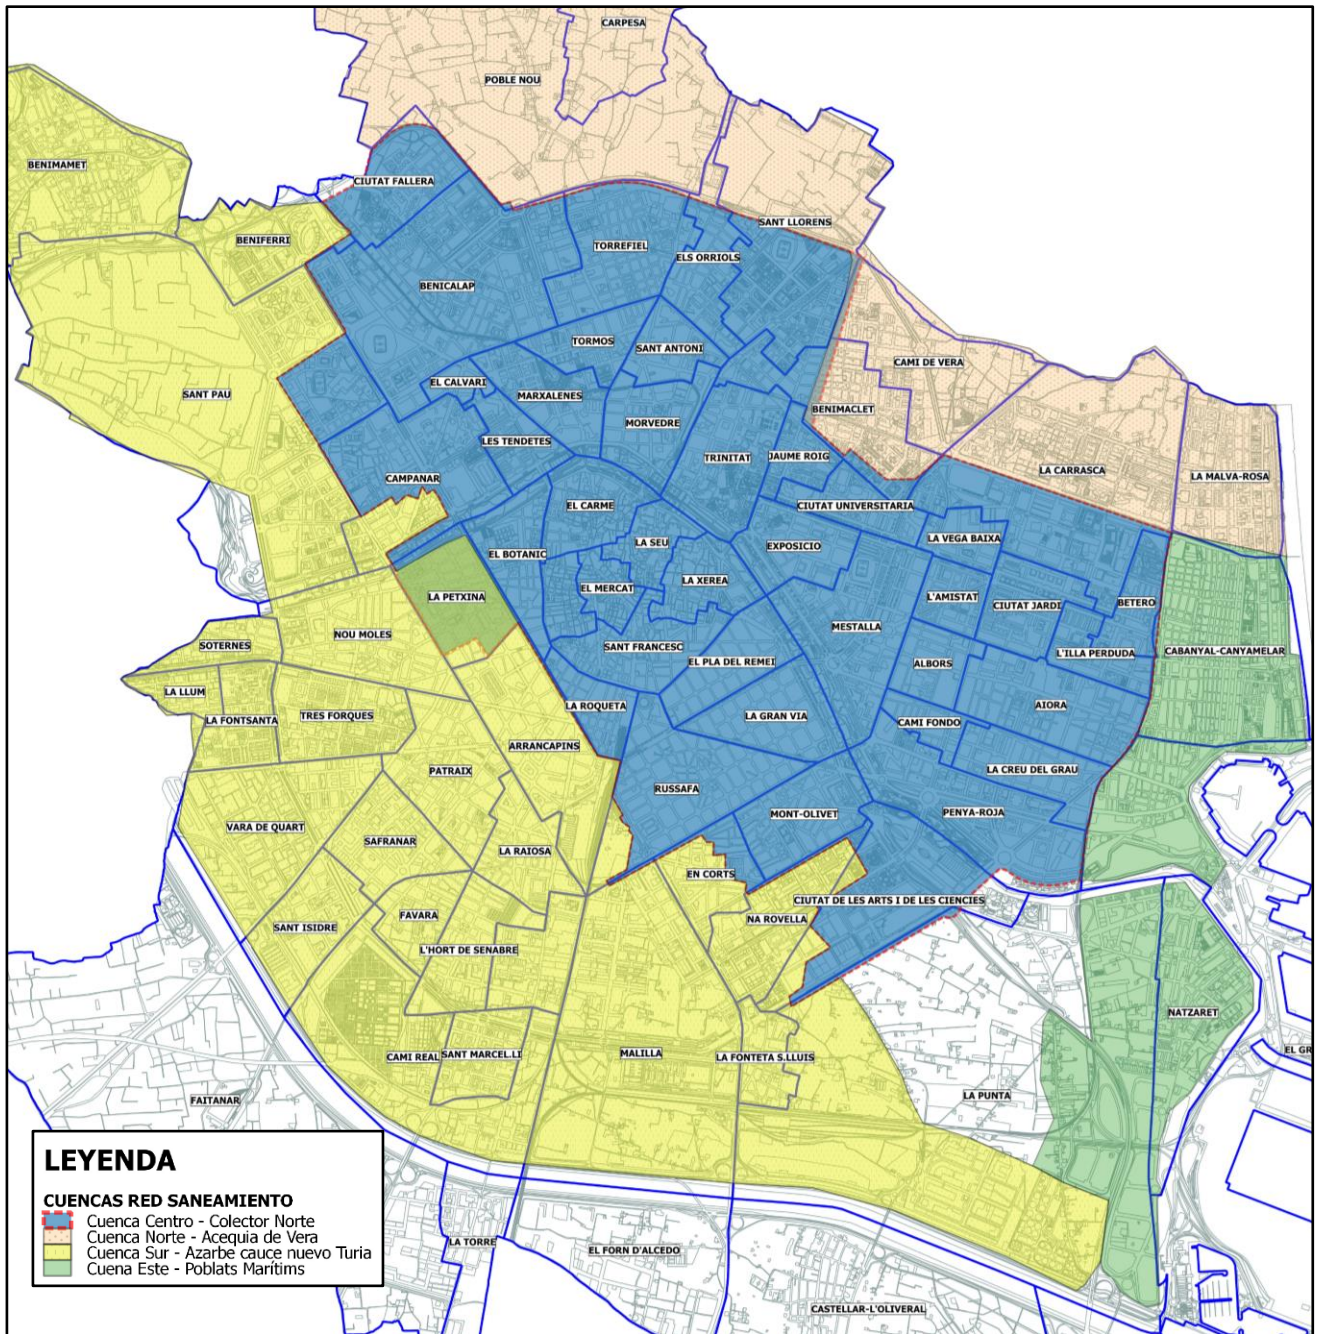 CARPESA
POBLE NOU
BENIMAMET
CIUTAT FALLERA
SANT LLORENS
BENIFERRI
TORREFIEL
ELS ORRIOLS
BENICALAP
TORMOS
SANT ANTONI
CAMI DE VERA
EL CALVARI
SANT PAU
MARXALENES
BENIMACLET
MORVEDRE
LES TENDETES
TRINITAT
JAUME ROIG
LA CARRASCA
LA MALVA-ROSA
CAMPANAR
EL CARME
CIUTAT UNIVERSITARIA
LA SEU
EXPOSICIO
LA VEGA BAIXA
EL BOTANIC
LA XEREA
EL MERCAT
LA PETXINA
L'AMISTAT
CIUTAT JARDI
BETERO
NOU MOLES
MESTALLA
SOTERNES
SANT FRANCESC
L'ILLA PERDUDA
CABANYAL-CANYAMELAR
EL PLA DEL REMEI
ALBORS
LA LLUM
LA FONTSANTA
TRES FORQUES
LA ROQUETA
LA GRAN VIA
CAMI FONDO
AIORA
ARRANCAPINS
PATRAIX
LA CREU DEL GRAU
RUSSAFA
VARA DE QUART
MONT-OLIVET
PENYA-ROJA
SAFRANAR
LA RAIOSA
EN CORTS
CIUTAT DE LES ARTS I DE LES CIENCIES
FAVARA
NA ROVELLA
SANT ISIDRE
L'HORT DE SENABRE
NATZARET
CAMI REAL
SANT MARCEL.LI
MALILLA
LA FONTETA S.LLUIS
EL GR
FAITANAR
LA PUNTA
LEYENDA
CUENCAS RED SANEAMIENTO
Cuenca Centro - Colector Norte
Cuenca Norte - Acequia de Vera
Cuenca Sur - Azarbe cauce nuevo Turia
Cuena Este - Poblats Marítims
LA TORRE
EL FORN D'ALCEDO
CASTELLAR-L'OLIVERAL